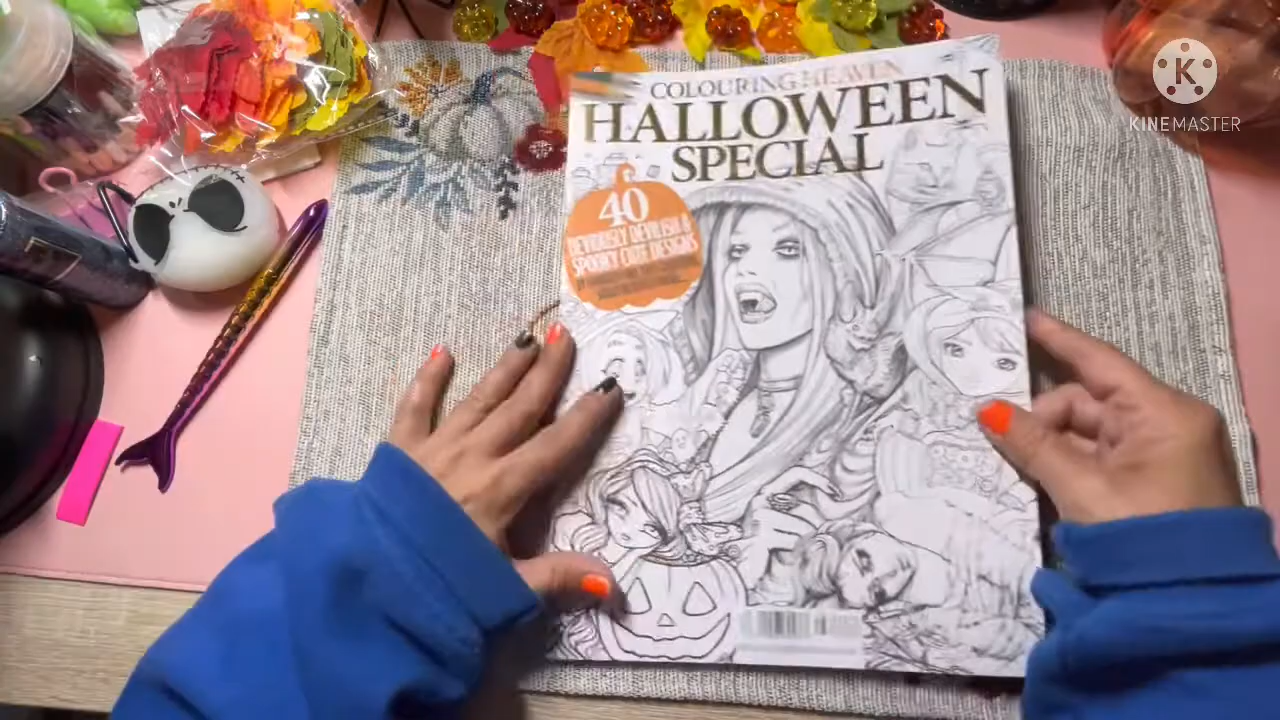 COLOURING HEAVEN
HALLOWEEN
SPECIAL
40
DEVIOUSLY DEVILISH &
SPOOKY CUTE DESIGNS
K
KINEMASTER